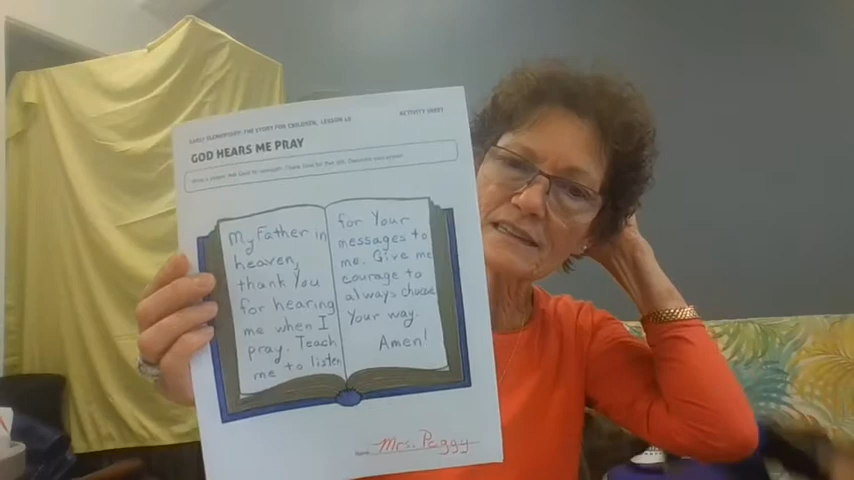 EARLY ELEMENTARY: THE STORY FOR CHILDREN, LESSON 15
ACTIVITY SHEET
GOD HEARS ME PRAY
My Father in
heaven,
thank You
for hearing
me when I
pray. Teach
me to listen
for Your
messages to
me. Give me
courage to
always choose
Your way.
Amen!
Name Mrs. Peggy